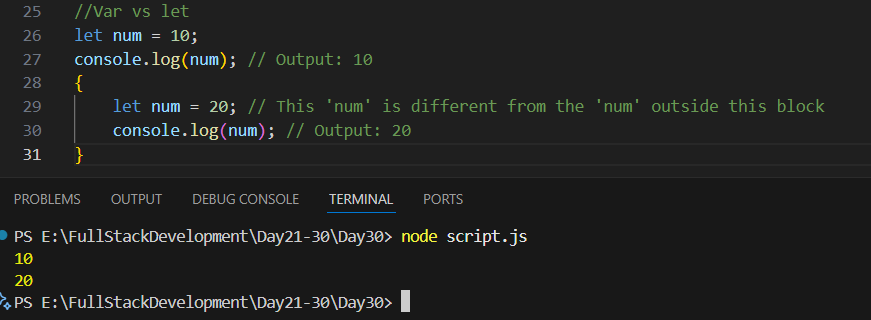 25 //Var vs let
26 let num = 10;
27 console.log(num); // Output: 10
28 {
29 let num = 20; // This 'num' is different from the 'num' outside this block
30 console.log(num); // Output: 20
31 }
PROBLEMS OUTPUT DEBUG CONSOLE TERMINAL PORTS
PS E:\FullStackDevelopment\Day21-30\Day30> node script.js
10
20
PS E:\FullStackDevelopment\Day21-30\Day30>